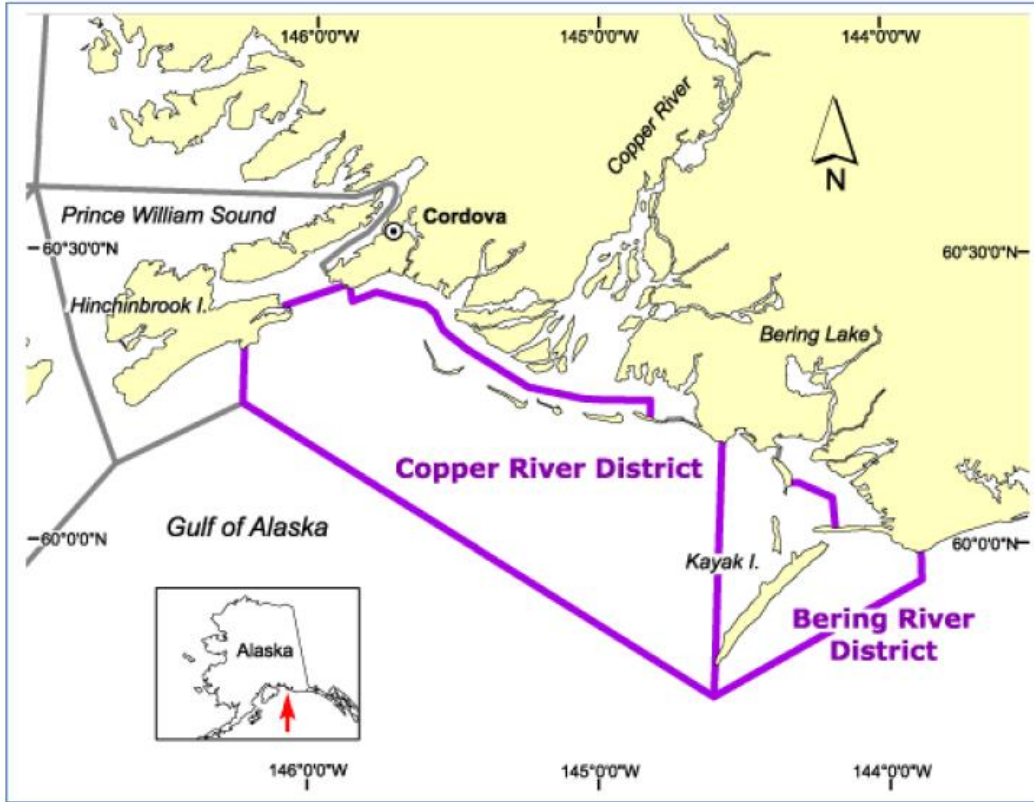 146°0'0"W
145°0'0"W
144°0'0"W
Copper River
N
Prince William Sound
Cordova
60°30'0"N
60°30'0"N
Hinchinbrook I.
Bering Lake
Copper River District
Gulf of Alaska
60°0'0"N
60°0'0"N
Kayak I.
Bering River
District
Alaska
146°0'0"W
145°0'0"W
144°0'0"W